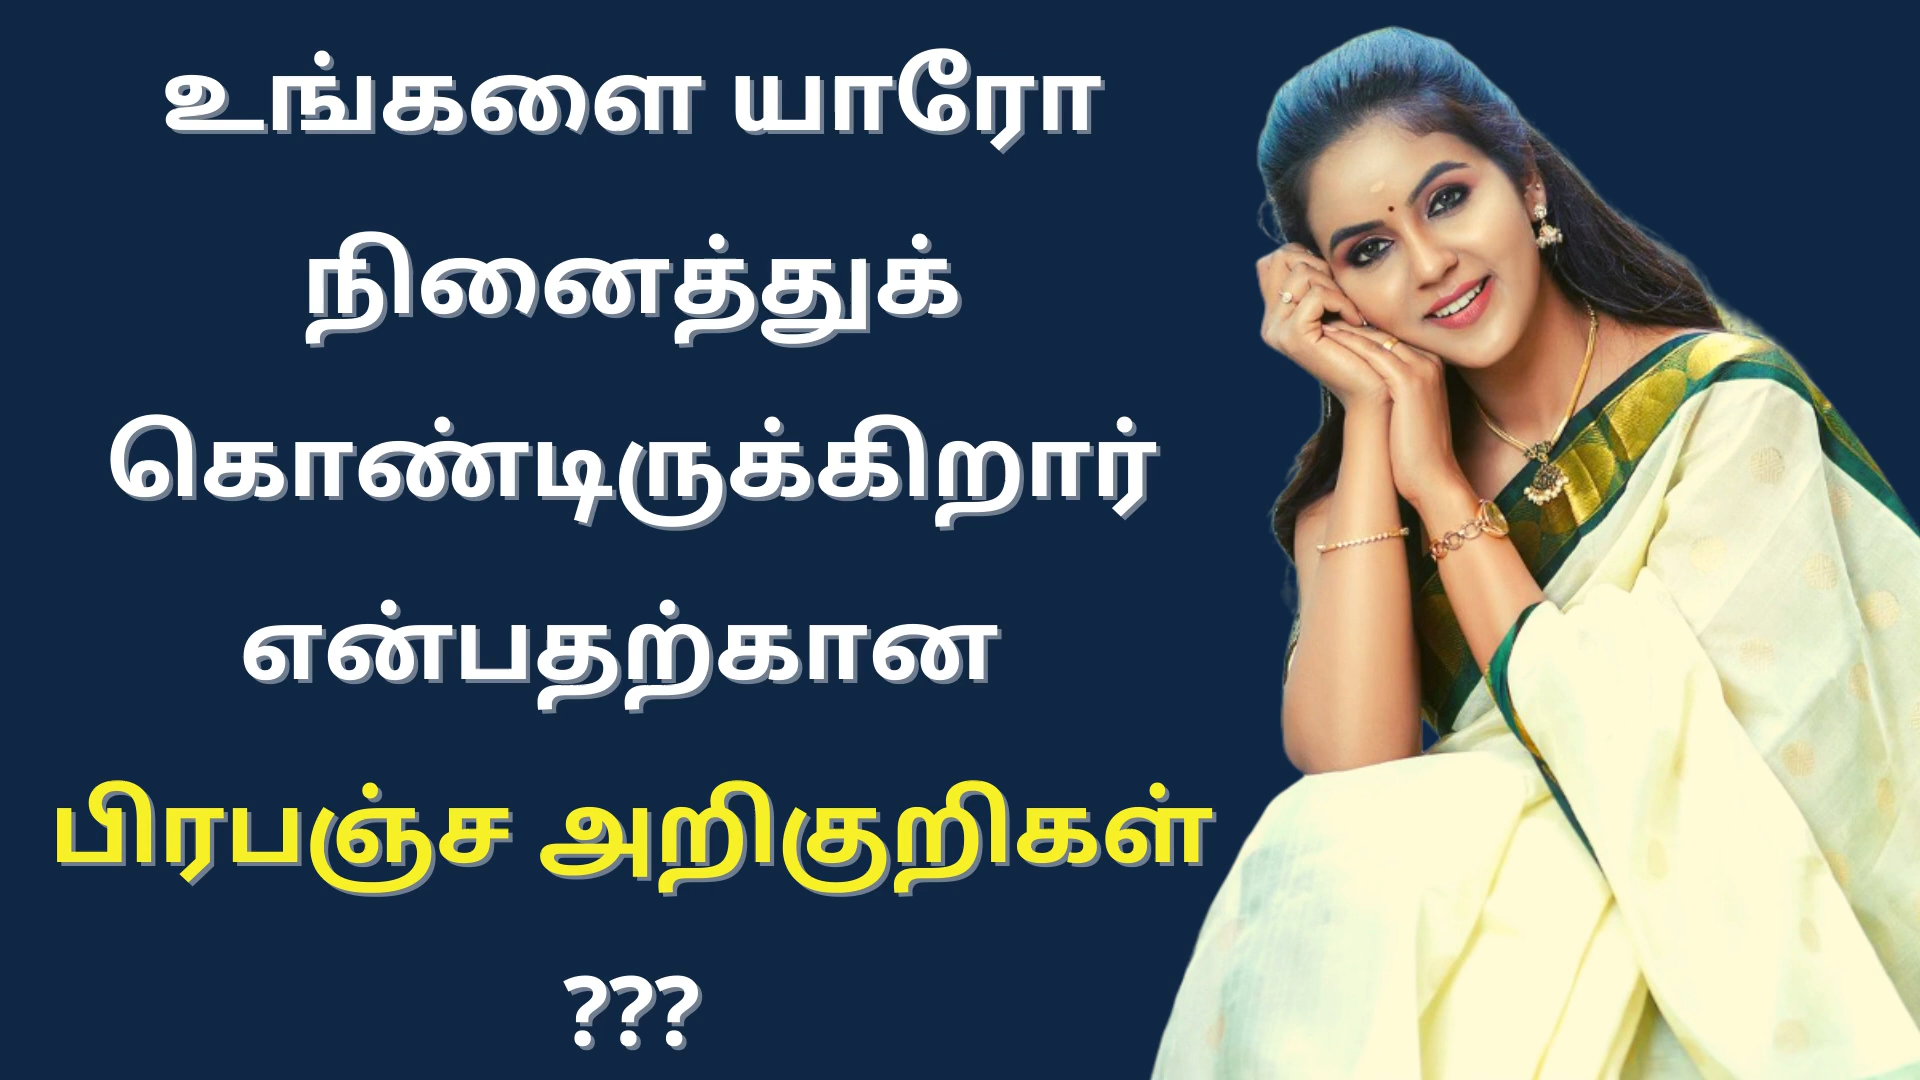 உங்களை யாரோ
நினைத்துக்
கொண்டிருக்கிறார்
என்பதற்கான
பிரபஞ்ச அறிகுறிகள்
???